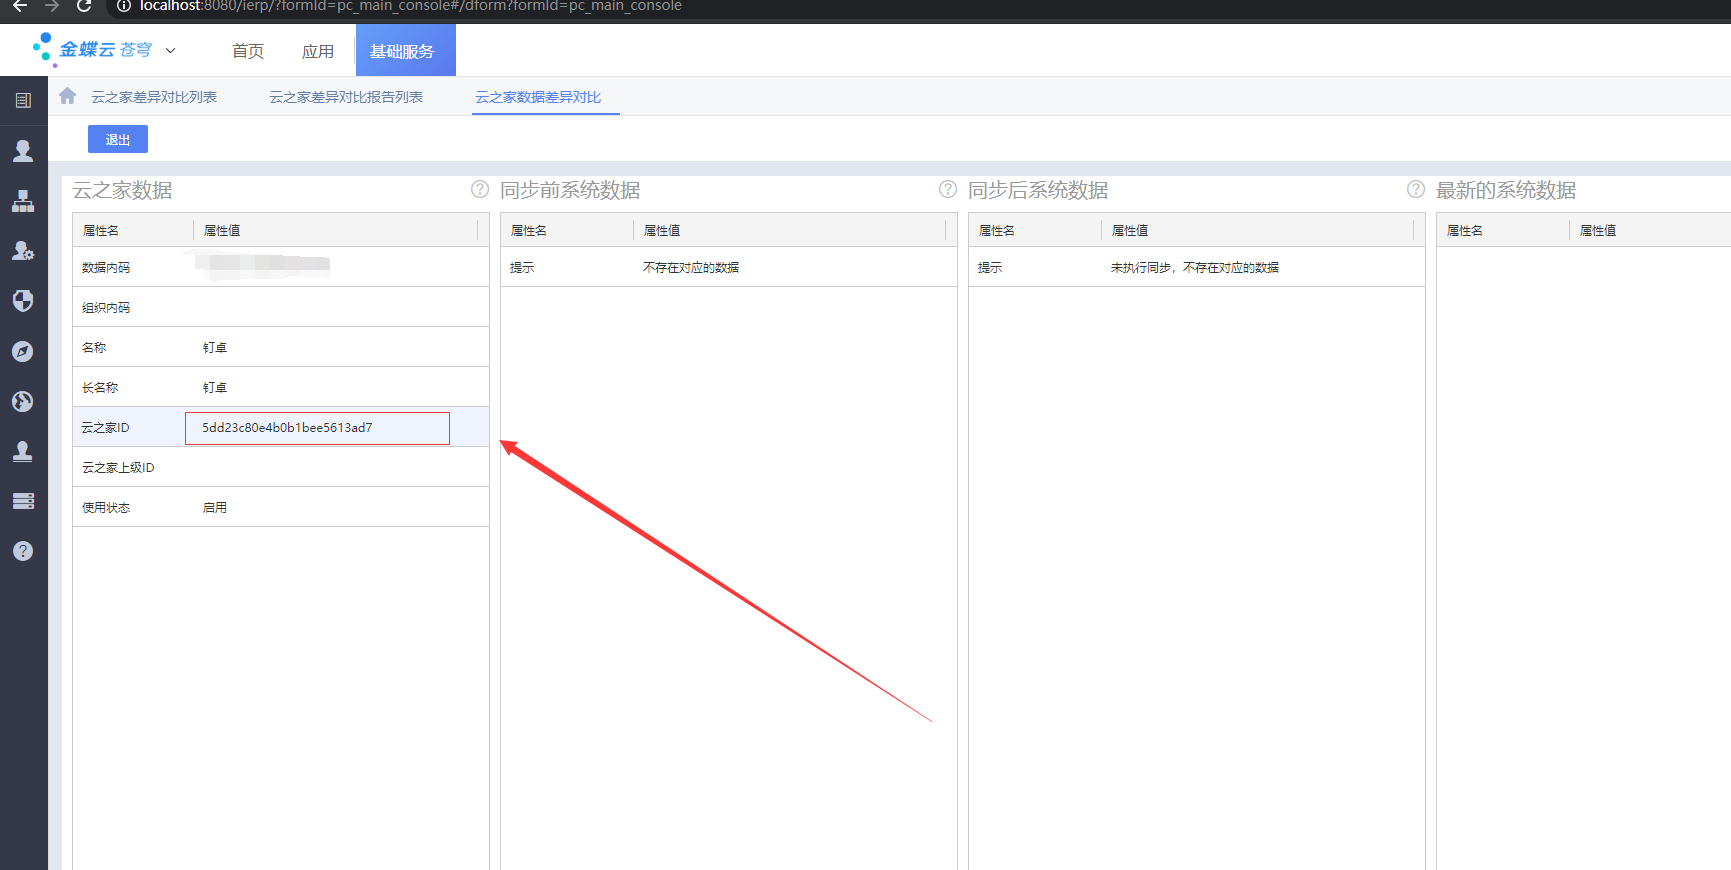 localhost:8080/ierp/?formId=pc_main_console#/dform?formId=pc_main_console
金蝶云 苍穹
首页
应用
基础服务
云之家差异对比列表
云之家差异对比报告列表
云之家数据差异对比
退出
云之家数据
同步前系统数据
同步后系统数据
最新的系统数据
属性名 属性值
属性名 属性值
属性名 属性值
属性名 属性值
数据内码
提示 不存在对应的数据
提示 未执行同步，不存在对应的数据
组织内码
名称 钉卓
长名称 钉卓
云之家ID 5dd23c80e4b0b1bee5613ad7
云之家上级ID
使用状态 启用